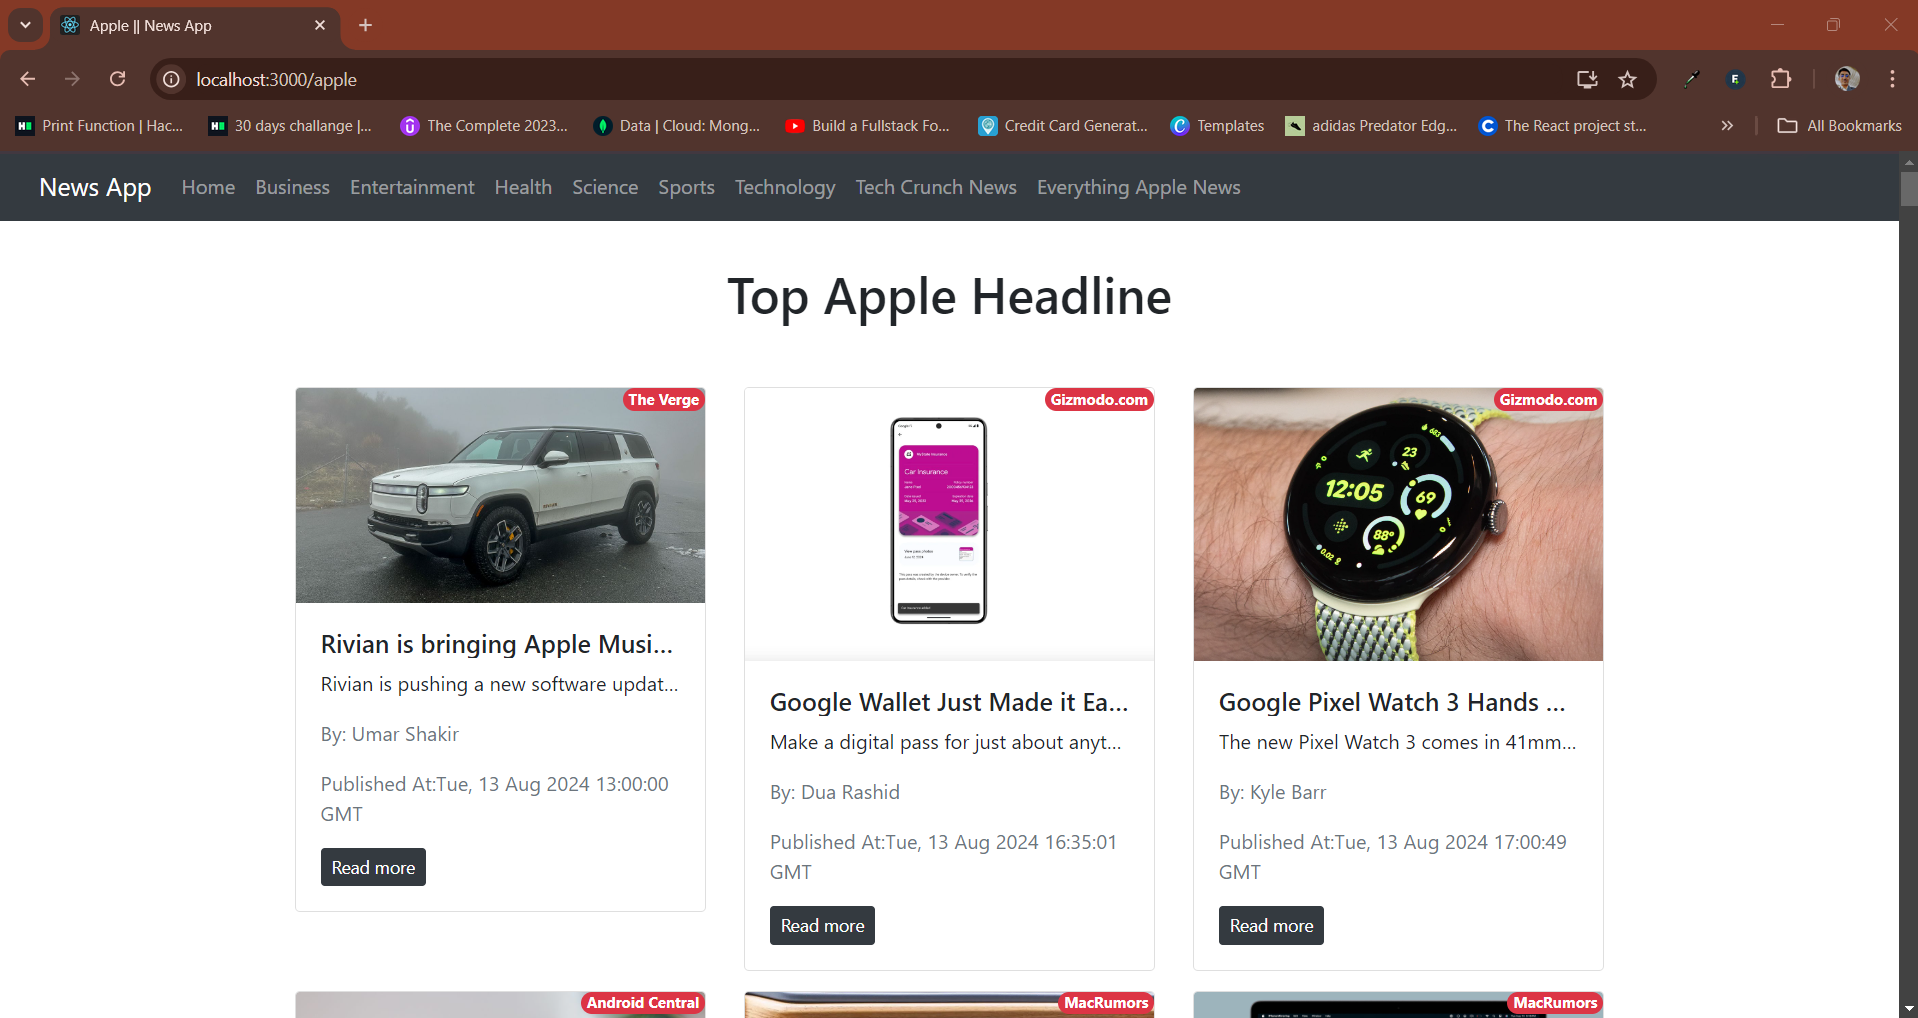 Apple || News App
localhost:3000/apple
Print Function | Hac...
30 days challange |...
The Complete 2023...
Data | Cloud: Mong...
Build a Fullstack Fo...
Credit Card Generat...
Templates
adidas Predator Edg...
The React project st...
All Bookmarks
News App
Home
Business
Entertainment
Health
Science
Sports
Technology
Tech Crunch News
Everything Apple News
Top Apple Headline
The Verge
Rivian is bringing Apple Musi...
Rivian is pushing a new software updat...
By: Umar Shakir
Published At:Tue, 13 Aug 2024 13:00:00
GMT
Read more
Gizmodo.com
Car Insurance
Google Wallet Just Made it Ea...
Make a digital pass for just about anyt...
By: Dua Rashid
Published At:Tue, 13 Aug 2024 16:35:01
GMT
Read more
Gizmodo.com
683
23
12:05
69
88°
0.02
Google Pixel Watch 3 Hands ...
The new Pixel Watch 3 comes in 41mm...
By: Kyle Barr
Published At:Tue, 13 Aug 2024 17:00:49
GMT
Read more
Android Central
MacRumors
MacRumors